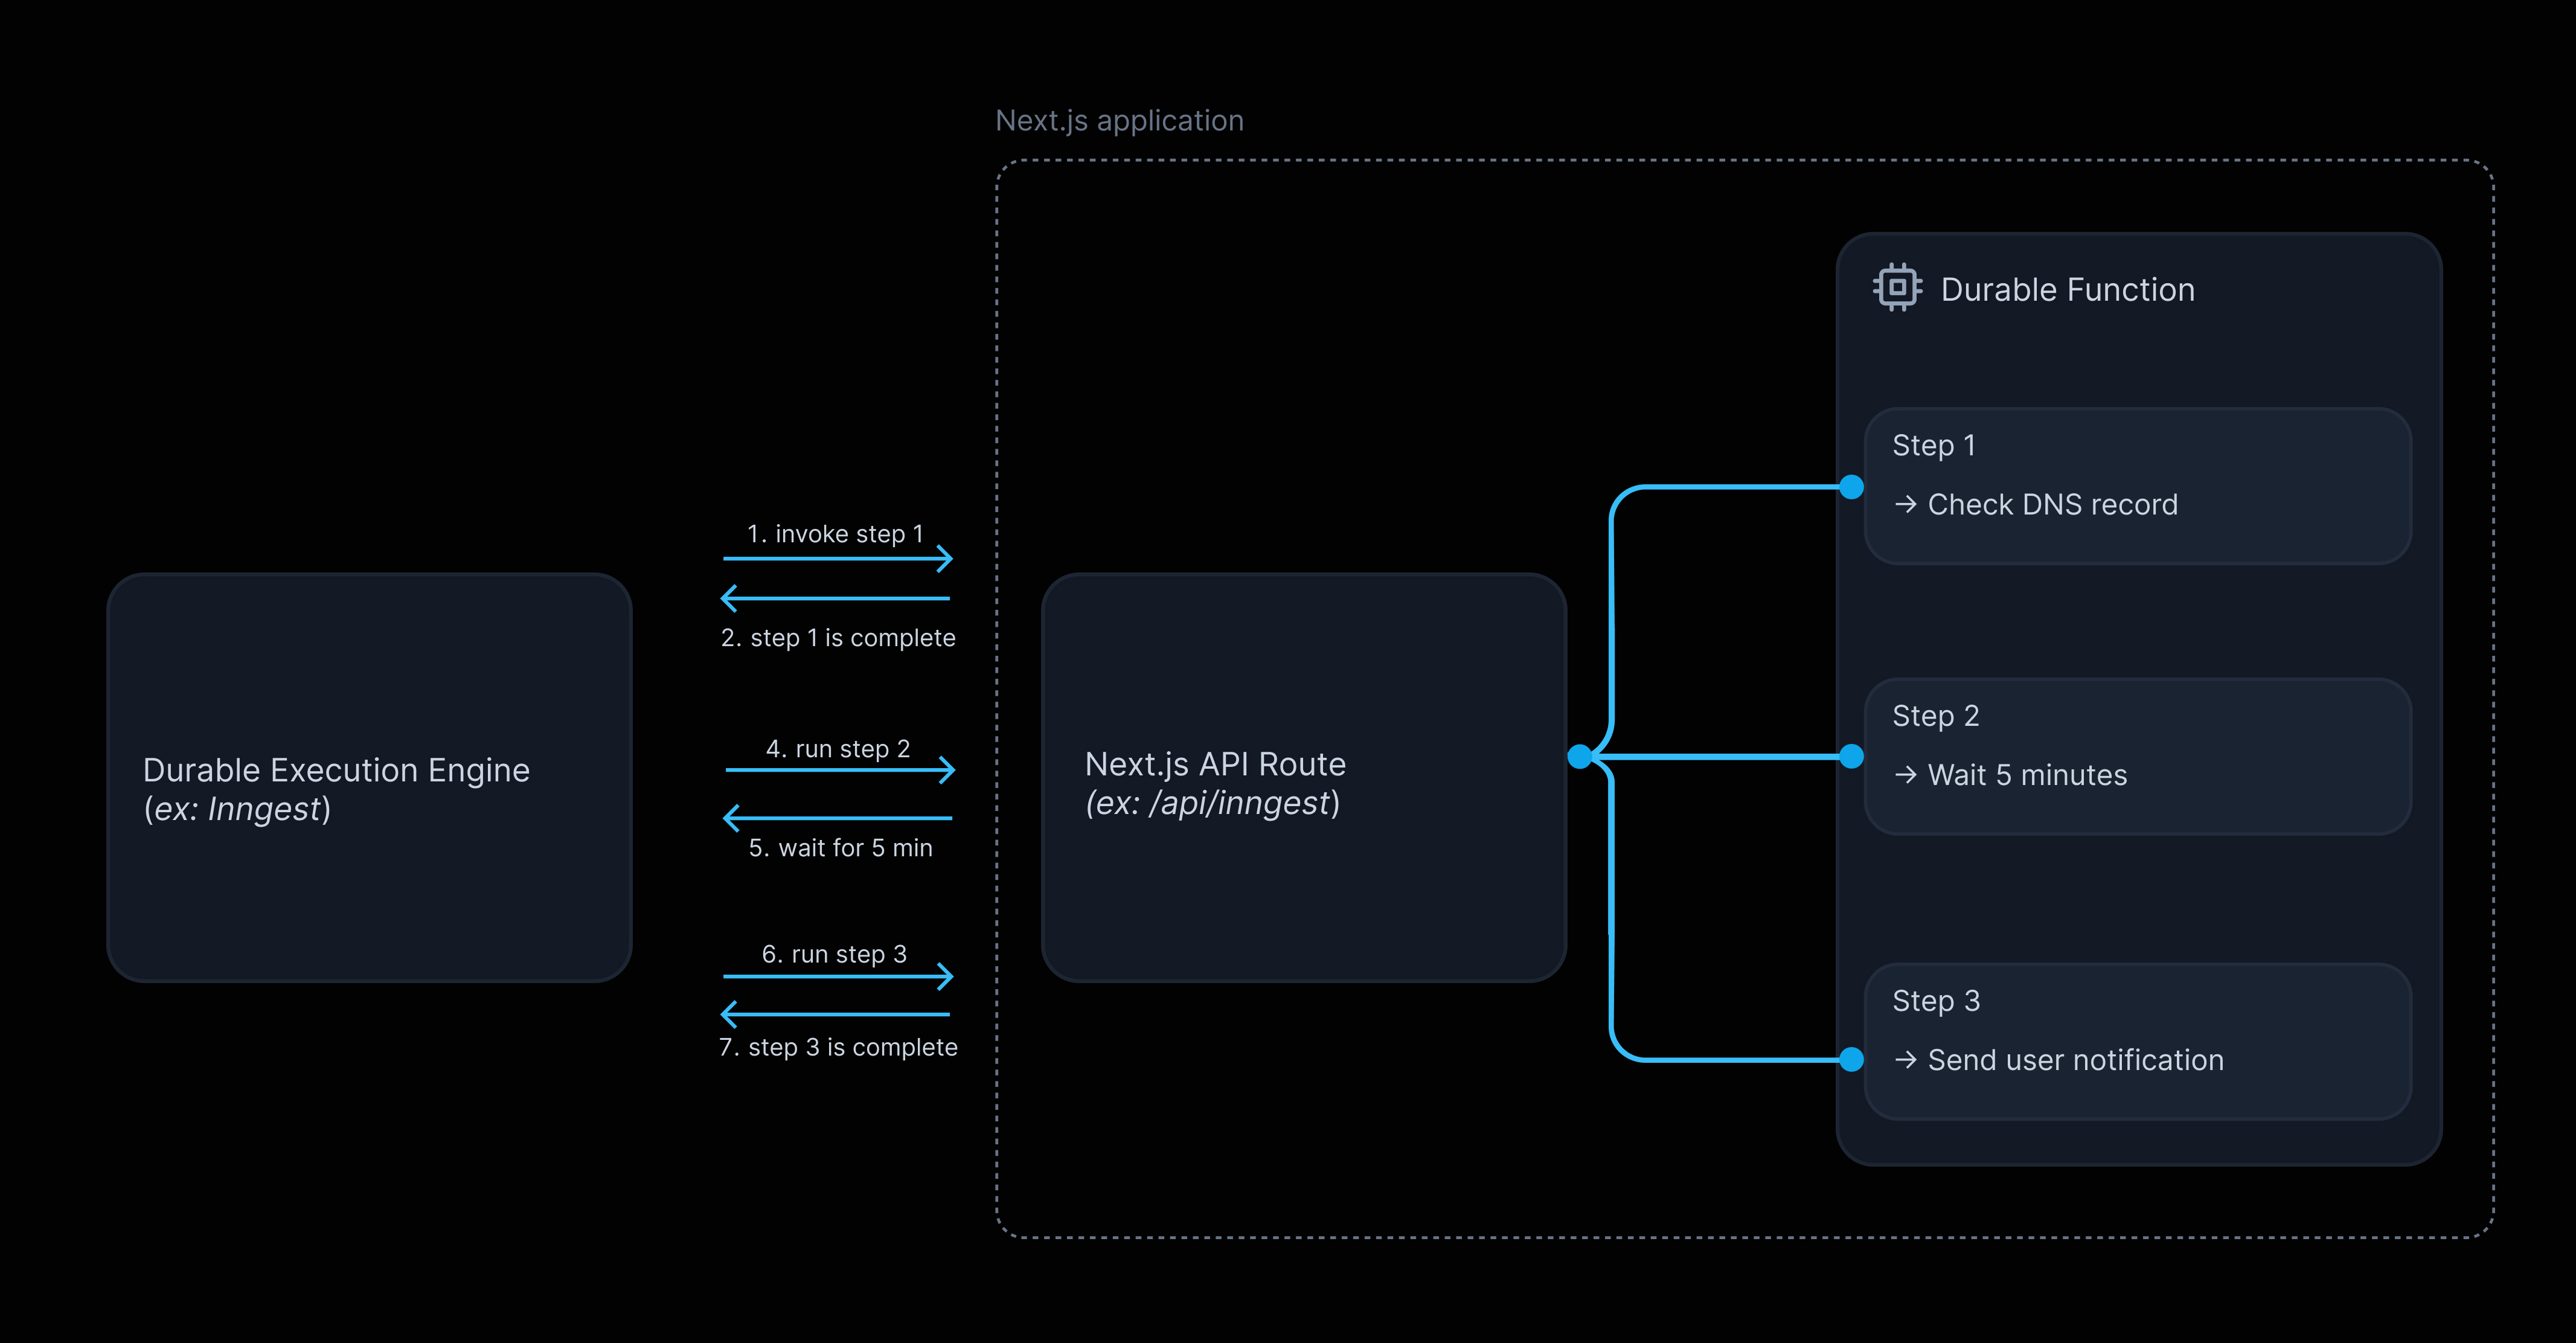 Next.js application
Durable Function
Step 1
→ Check DNS record
1. invoke step 1
2. step 1 is complete
Step 2
→ Wait 5 minutes
4. run step 2
5. wait for 5 min
Durable Execution Engine
(ex: Inngest)
Next.js API Route
(ex: /api/inngest)
6. run step 3
7. step 3 is complete
Step 3
→ Send user notification